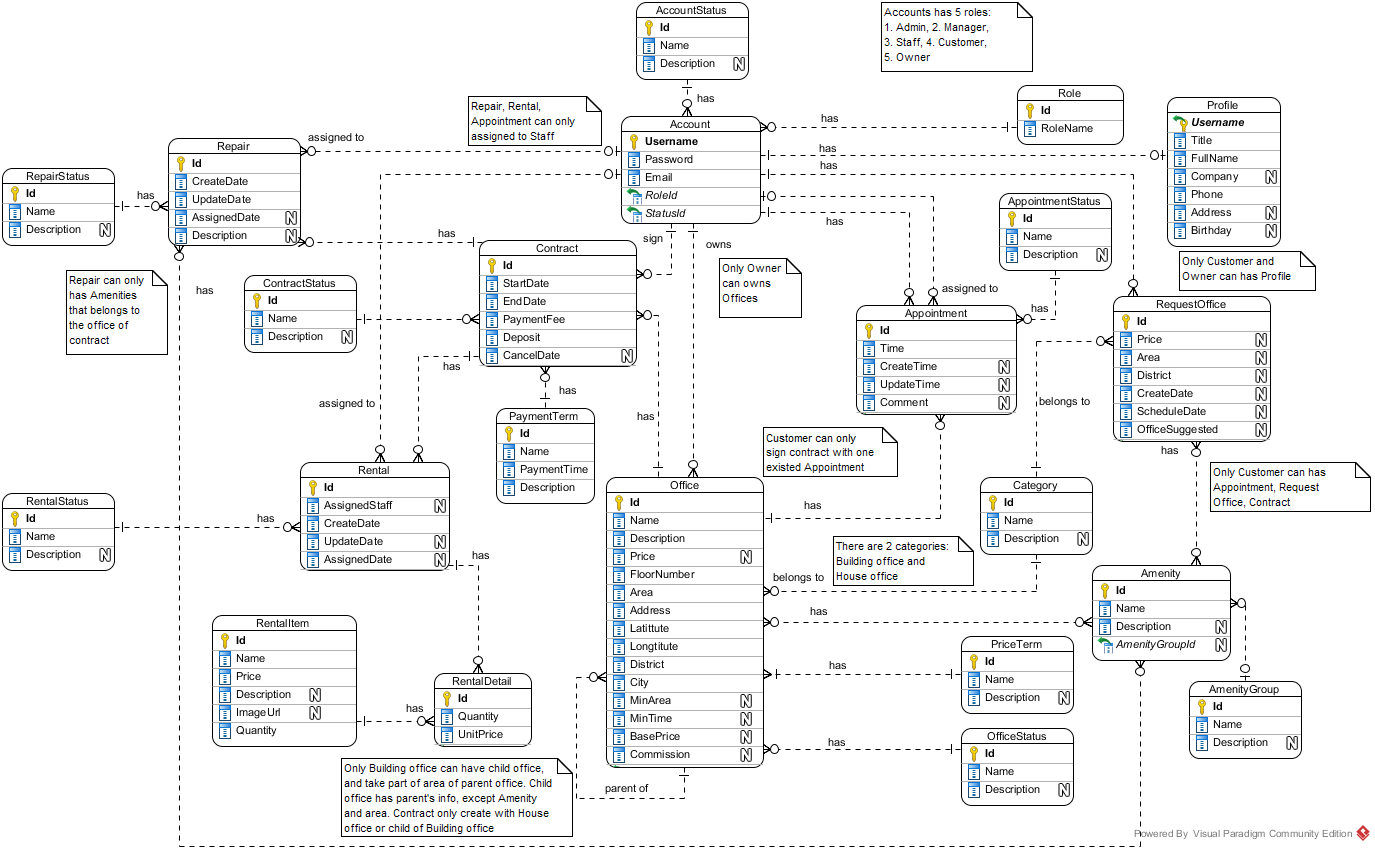 AccountStatus
Id
Name
Description
Accounts has 5 roles:
1. Admin, 2. Manager,
3. Staff, 4. Customer,
5. Owner
has
Repair, Rental,
Appointment can only
assigned to Staff
Account
Username
Password
Email
RoleId
StatusId
has
Role
Id
RoleName
Profile
Username
Title
FullName
Company
Phone
Address
Birthday
has
has
has
assigned to
Repair
Id
CreateDate
UpdateDate
AssignedDate
Description
RepairStatus
Id
Name
Description
has
AppointmentStatus
Id
Name
Description
has
sign
owns
Contract
Id
StartDate
EndDate
PaymentFee
Deposit
CancelDate
Only Owner
can owns
Offices
Only Customer and
Owner can has Profile
Repair can only
has Amenities
that belongs to
the office of
contract
has
ContractStatus
Id
Name
Description
assigned to
has
Appointment
Id
Time
CreateTime
UpdateTime
Comment
RequestOffice
Id
Price
Area
District
CreateDate
ScheduleDate
OfficeSuggested
has
has
PaymentTerm
Id
Name
PaymentTime
Description
assigned to
has
belongs to
Customer can only
sign contract with one
existed Appointment
has
Only Customer can has
Appointment, Request
Office, Contract
Rental
Id
AssignedStaff
CreateDate
UpdateDate
AssignedDate
RentalStatus
Id
Name
Description
has
has
Office
Id
Name
Description
Price
FloorNumber
Area
Address
Latittute
Longtitute
District
City
MinArea
MinTime
BasePrice
Commission
has
Category
Id
Name
Description
There are 2 categories:
Building office and
House office
belongs to
has
Amenity
Id
Name
Description
AmenityGroupId
RentalItem
Id
Name
Price
Description
ImageUrl
Quantity
has
RentalDetail
Id
Quantity
UnitPrice
has
PriceTerm
Id
Name
Description
AmenityGroup
Id
Name
Description
has
OfficeStatus
Id
Name
Description
Only Building office can have child office,
and take part of area of parent office. Child
office has parent's info, except Amenity
and area. Contract only create with House
office or child of Building office
parent of
Powered By Visual Paradigm Community Edition